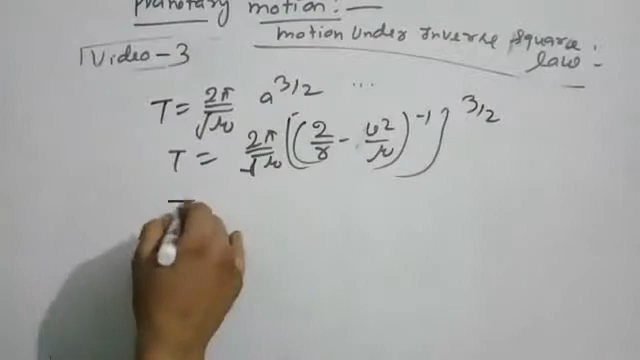 Planetary motion:—
motion under inverse square law:-
Video-3
T = 2π/√μ a^3/2 ...
T = 2π/√μ [(2/r - v²/μ)^-1]^3/2